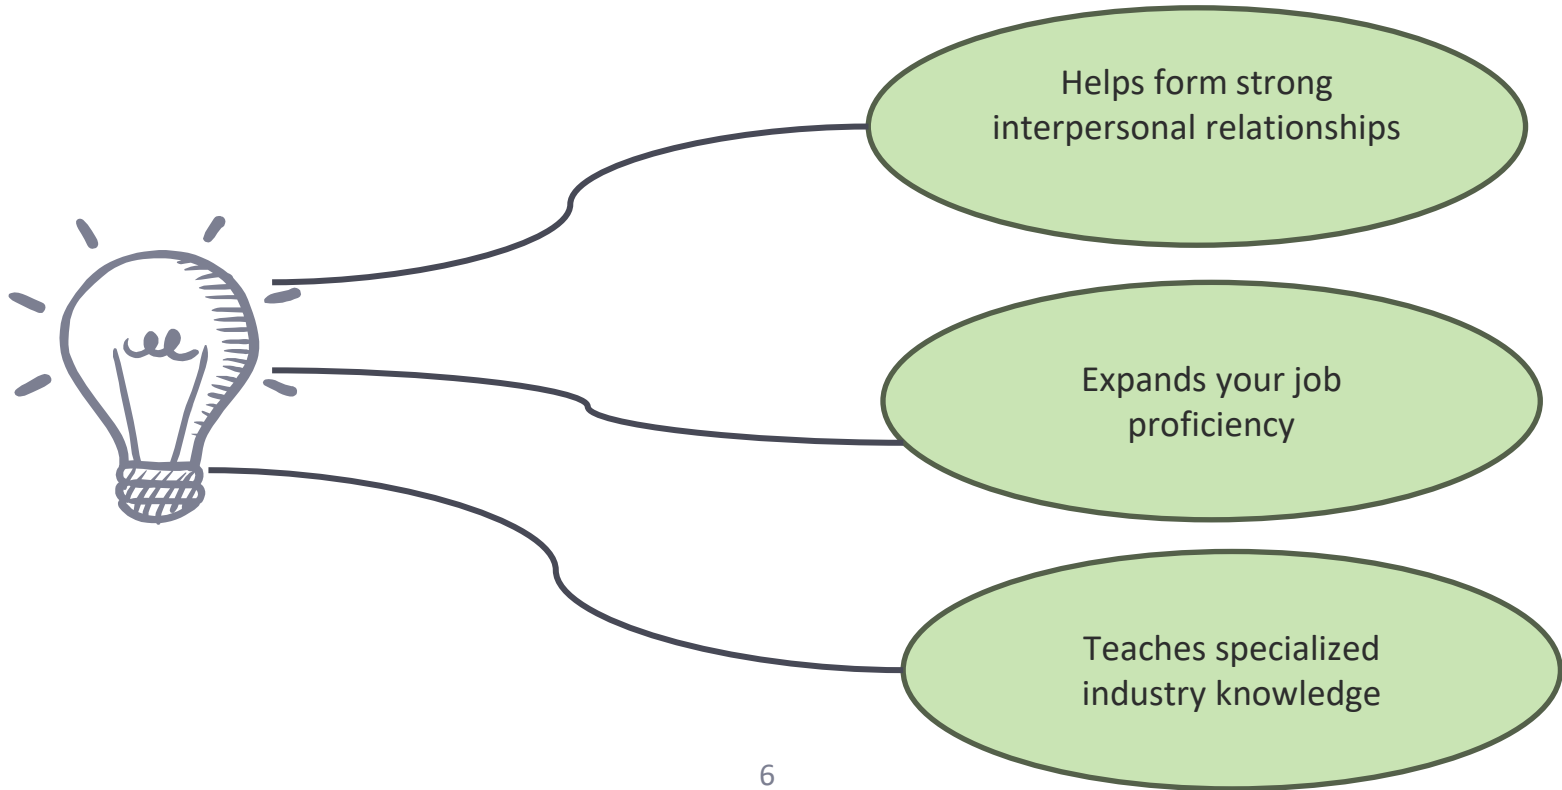 Helps form strong
interpersonal relationships
Expands your job
proficiency
Teaches specialized
industry knowledge
6